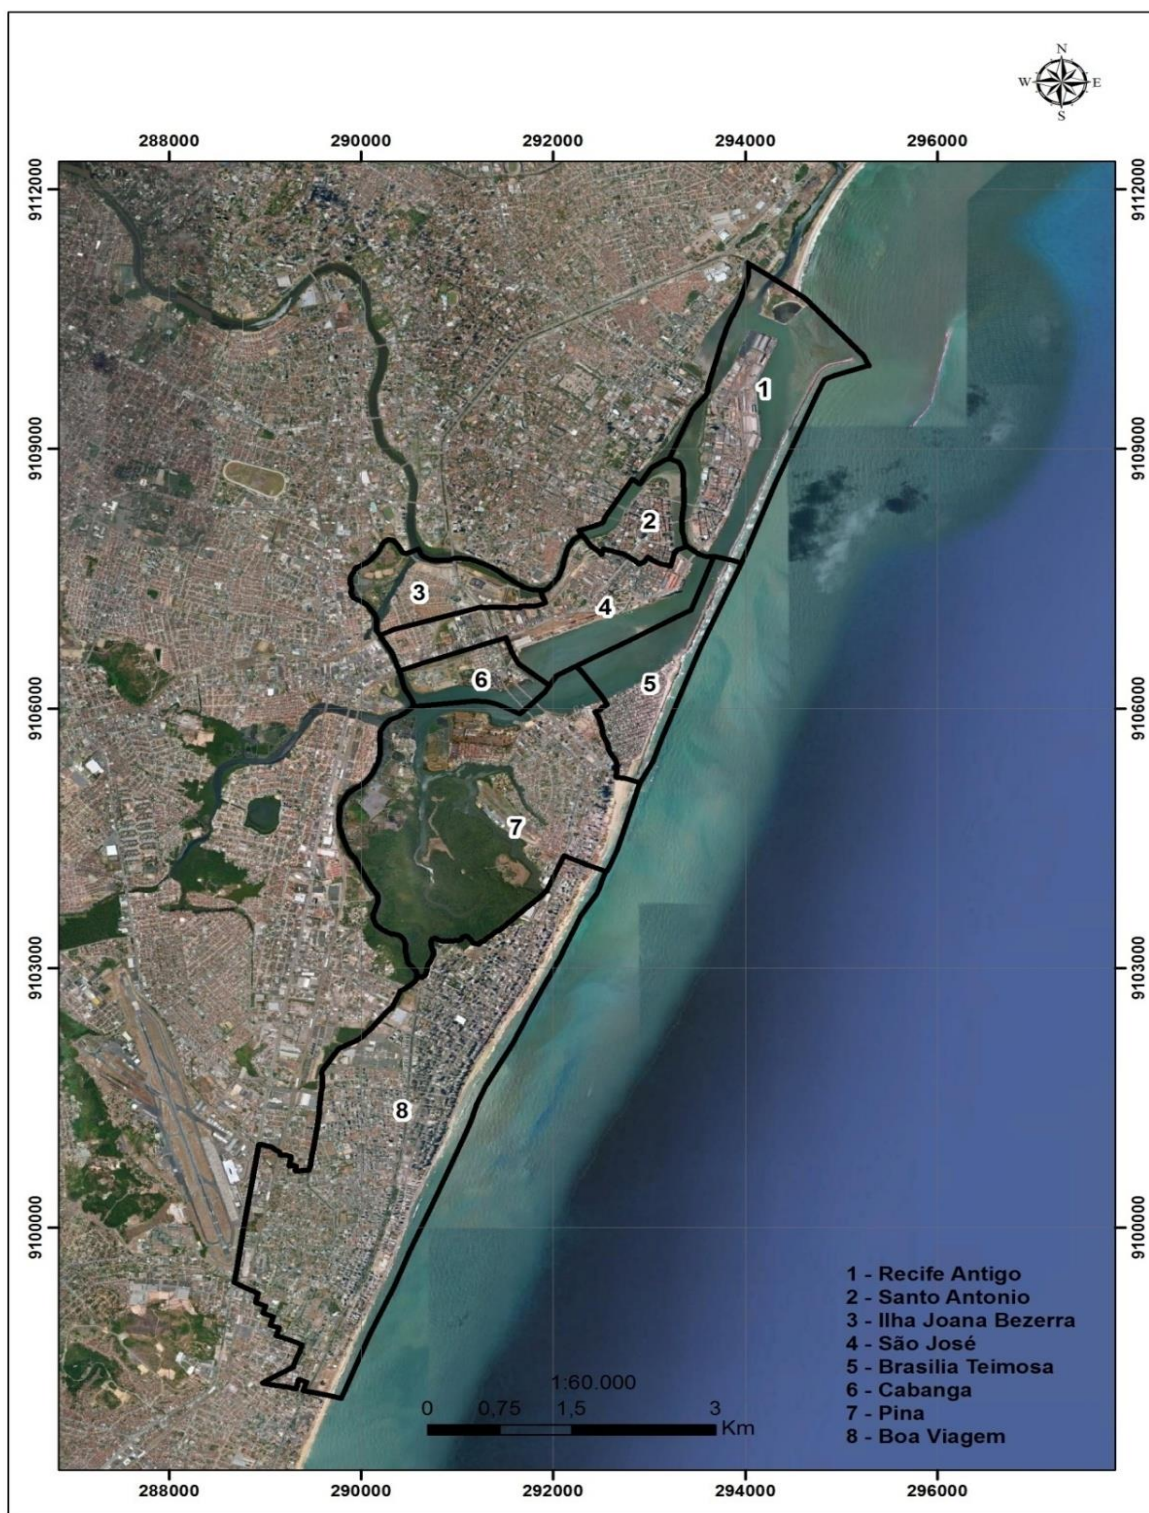 N
W E
S
288000 290000 292000 294000 296000
9112000 9112000
1
9109000 9109000
2
3
4
6
5
9106000 9106000
7
9103000 9103000
8
9100000 9100000
1 - Recife Antigo
2 - Santo Antonio
3 - Ilha Joana Bezerra
4 - São José
5 - Brasilia Teimosa
6 - Cabanga
7 - Pina
8 - Boa Viagem
1:60.000
0 0,75 1,5 3
Km
288000 290000 292000 294000 296000